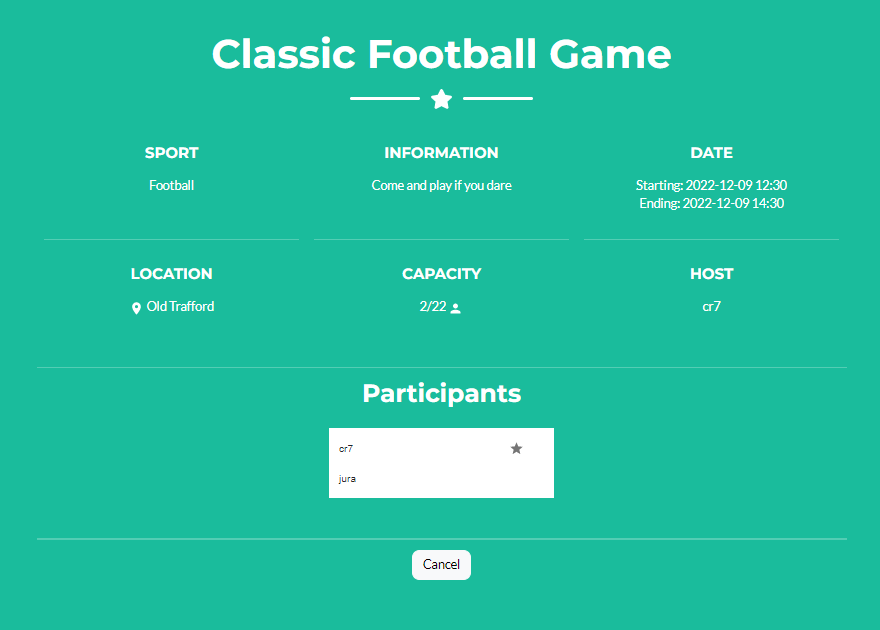 Classic Football Game
SPORT
Football
INFORMATION
Come and play if you dare
DATE
Starting: 2022-12-09 12:30
Ending: 2022-12-09 14:30
LOCATION
Old Trafford
CAPACITY
2/22
HOST
cr7
Participants
cr7
jura
Cancel